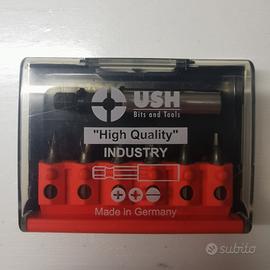 USH
Bits and Tools
"High Quality"
INDUSTRY
Made in Germany
subito